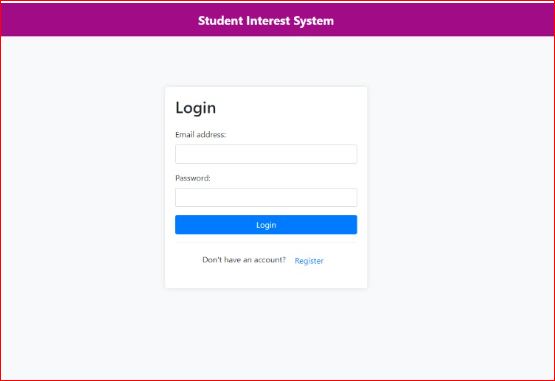 Student Interest System
Login
Email address:
Password:
Login
Don't have an account? Register